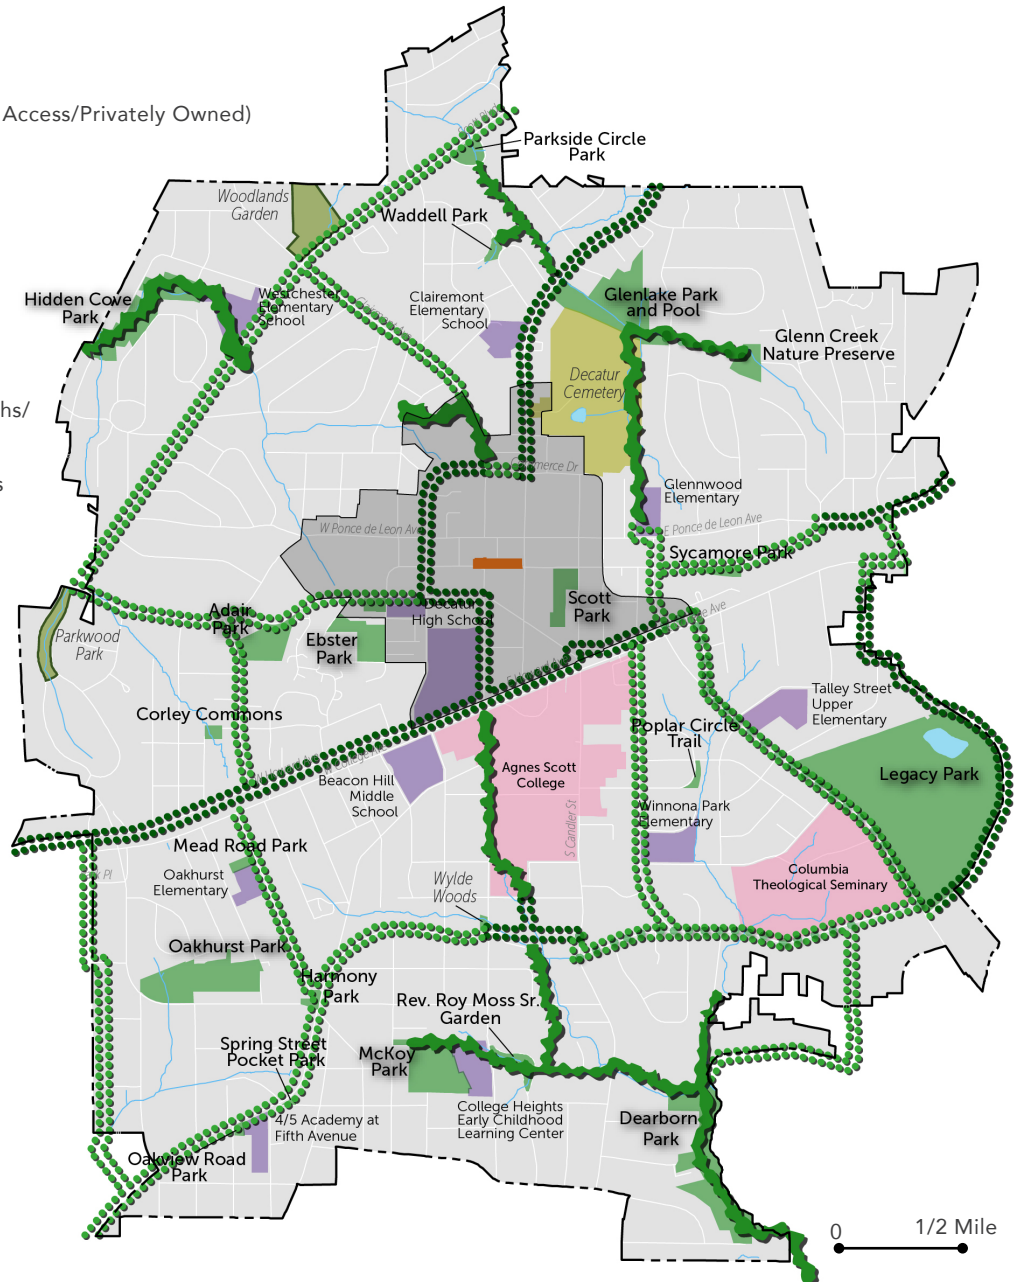 Access/Privately Owned)
Parkside Circle
Park
Woodlands
Garden
Waddell Park
Hidden Cove
Park
Westchester
Elementary
School
Clairemont
Elementary
School
Glenlake Park
and Pool
Glenn Creek
Nature Preserve
Decatur
Cemetery
hs/
s
Commerce Dr
Glennwood
Elementary
W Ponce de Leon Ave
E Ponce de Leon Ave
Sycamore Park
Adair
Park
Ebster
Park
Decatur
High School
Scott
Park
Ave
Parkwood
Park
Corley Commons
Talley Street
Upper
Elementary
Poplar Circle
Trail
Legacy Park
Beacon Hill
Middle
School
Agnes Scott
College
S Candler St
Winnona Park
Elementary
Mead Road Park
Oakhurst
Elementary
Pl
Wylde
Woods
Columbia
Theological Seminary
Oakhurst Park
Harmony
Park
Rev. Roy Moss Sr.
Garden
Spring Street
Pocket Park
McKoy
Park
College Heights
Early Childhood
Learning Center
4/5 Academy at
Fifth Avenue
Dearborn
Park
Oakview Road
Park
0
1/2 Mile